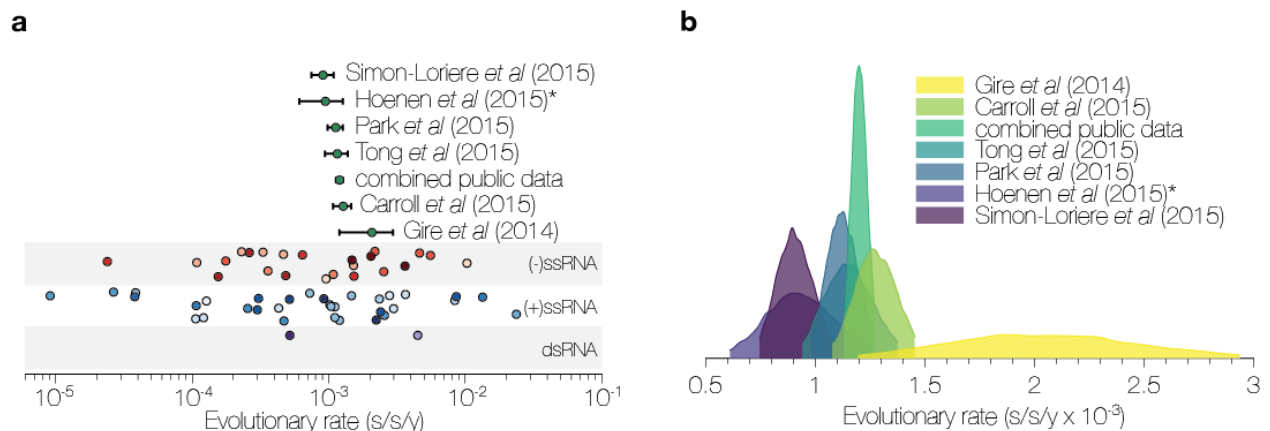 a
Simon-Loriere et al (2015)
Hoenen et al (2015)*
Park et al (2015)
Tong et al (2015)
combined public data
Carroll et al (2015)
Gire et al (2014)
(-)ssRNA
(+)ssRNA
dsRNA
10-5 10-4 10-3 10-2 10-1
Evolutionary rate (s/s/y)
b
Gire et al (2014)
Carroll et al (2015)
combined public data
Tong et al (2015)
Park et al (2015)
Hoenen et al (2015)*
Simon-Loriere et al (2015)
0.5 1 1.5 2 2.5 3
Evolutionary rate (s/s/y x 10-3)